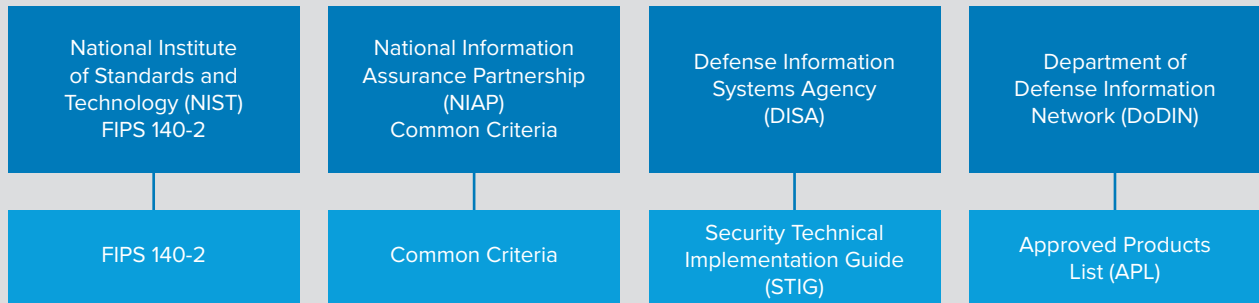 National Institute
of Standards and
Technology (NIST)
FIPS 140-2
National Information
Assurance Partnership
(NIAP)
Common Criteria
Defense Information
Systems Agency
(DISA)
Department of
Defense Information
Network (DoDIN)
FIPS 140-2
Common Criteria
Security Technical
Implementation Guide
(STIG)
Approved Products
List (APL)